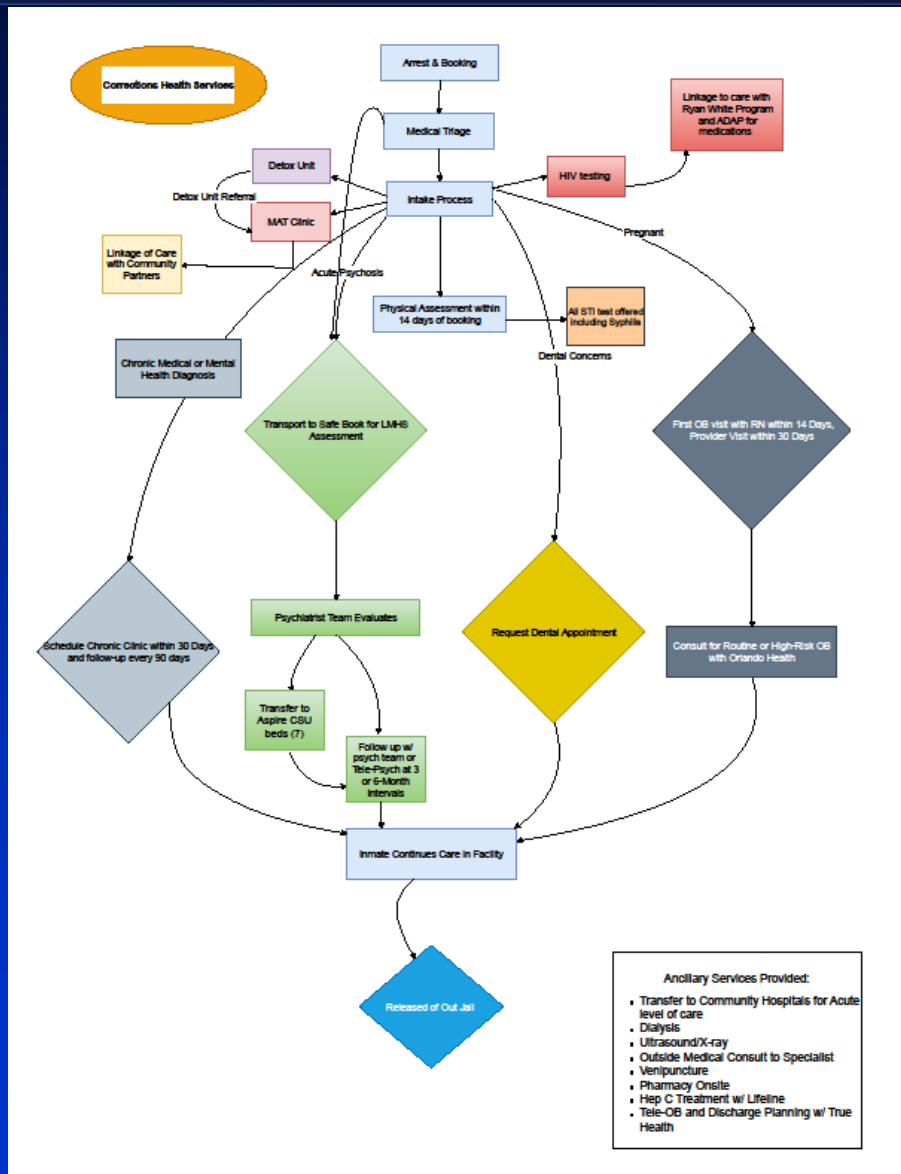 Corrections Health Services
Arrest & Booking
Medical Triage
Linkage to care with
Ryan White Program
and ADAP for
medications
Detox Unit
HIV testing
Detox Unit Referral
Intake Process
MAT Clinic
Pregnant
Linkage of Care
with Community
Partners
Acute Psychosis
Physical Assessment within
14 days of booking
All STI test offered
including Syphilis
Dental Concerns
Chronic Medical or Mental
Health Diagnosis
Transport to Safe Book for LMHS
Assessment
First OB visit with RN within 14 Days,
Provider Visit within 30 Days
Psychiatrist Team Evaluates
Request Dental Appointment
Schedule Chronic Clinic within 30 Days
and follow-up every 90 days
Consult for Routine or High-Risk OB
with Orlando Health
Transfer to
Aspire CSU
beds (7)
Follow up w/
psych team or
Tele-Psych at 3
or 6-Month
Intervals
Inmate Continues Care in Facility
Released of Out Jail
Ancillary Services Provided:
▪ Transfer to Community Hospitals for Acute
level of care
▪ Dialysis
▪ Ultrasound/X-ray
▪ Outside Medical Consult to Specialist
▪ Venipuncture
▪ Pharmacy Onsite
▪ Hep C Treatment w/ Lifeline
▪ Tele-OB and Discharge Planning w/ True
Health